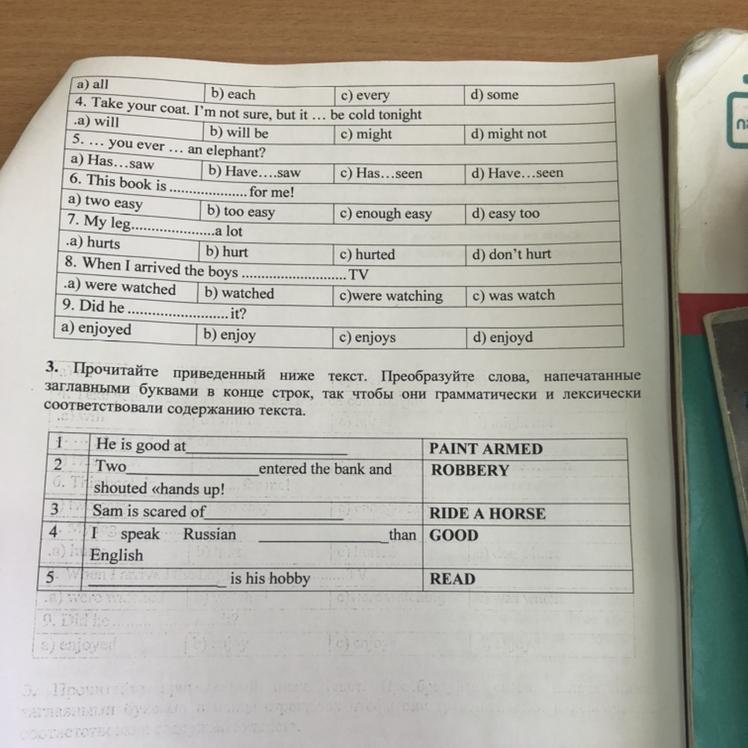 a) all b) each c) every d) some
4. Take your coat. I'm not sure, but it … be cold tonight
.a) will b) will be c) might d) might not
5. … you ever … an elephant?
a) Has…saw b) Have….saw c) Has…seen d) Have…seen
6. This book is ………………..for me!
a) two easy b) too easy c) enough easy d) easy too
7. My leg………………..a lot
.a) hurts b) hurt c) hurted d) don't hurt
8. When I arrived the boys ……………………..TV
.a) were watched b) watched c)were watching c) was watch
9. Did he ……………………..it?
a) enjoyed b) enjoy c) enjoys d) enjoyd
3. Прочитайте приведенный ниже текст. Преобразуйте слова, напечатанные
заглавными буквами в конце строк, так чтобы они грамматически и лексически
соответствовали содержанию текста.
1 He is good at_______________________ PAINT ARMED
2 Two__________________entered the bank and ROBBERY
shouted «hands up!
3 Sam is scared of____________________ RIDE A HORSE
4 I speak Russian __________________than GOOD
English
5 ____________________ is his hobby READ